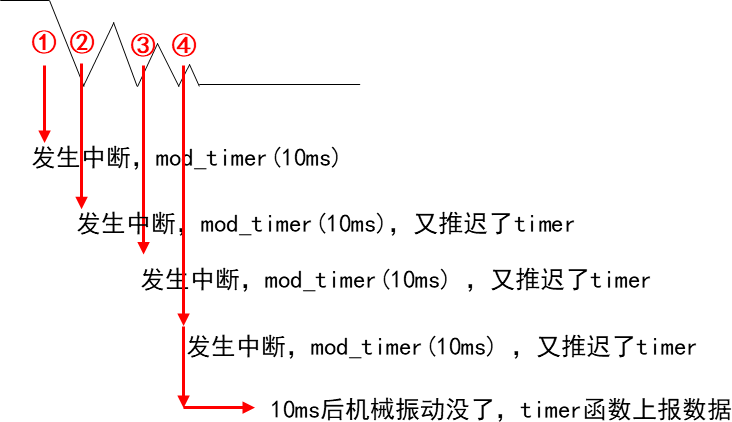 ① ② ③ ④
发生中断，mod_timer(10ms)
发生中断，mod_timer(10ms)，又推迟了timer
发生中断，mod_timer(10ms) ，又推迟了timer
发生中断，mod_timer(10ms) ，又推迟了timer
10ms后机械振动没了，timer函数上报数据